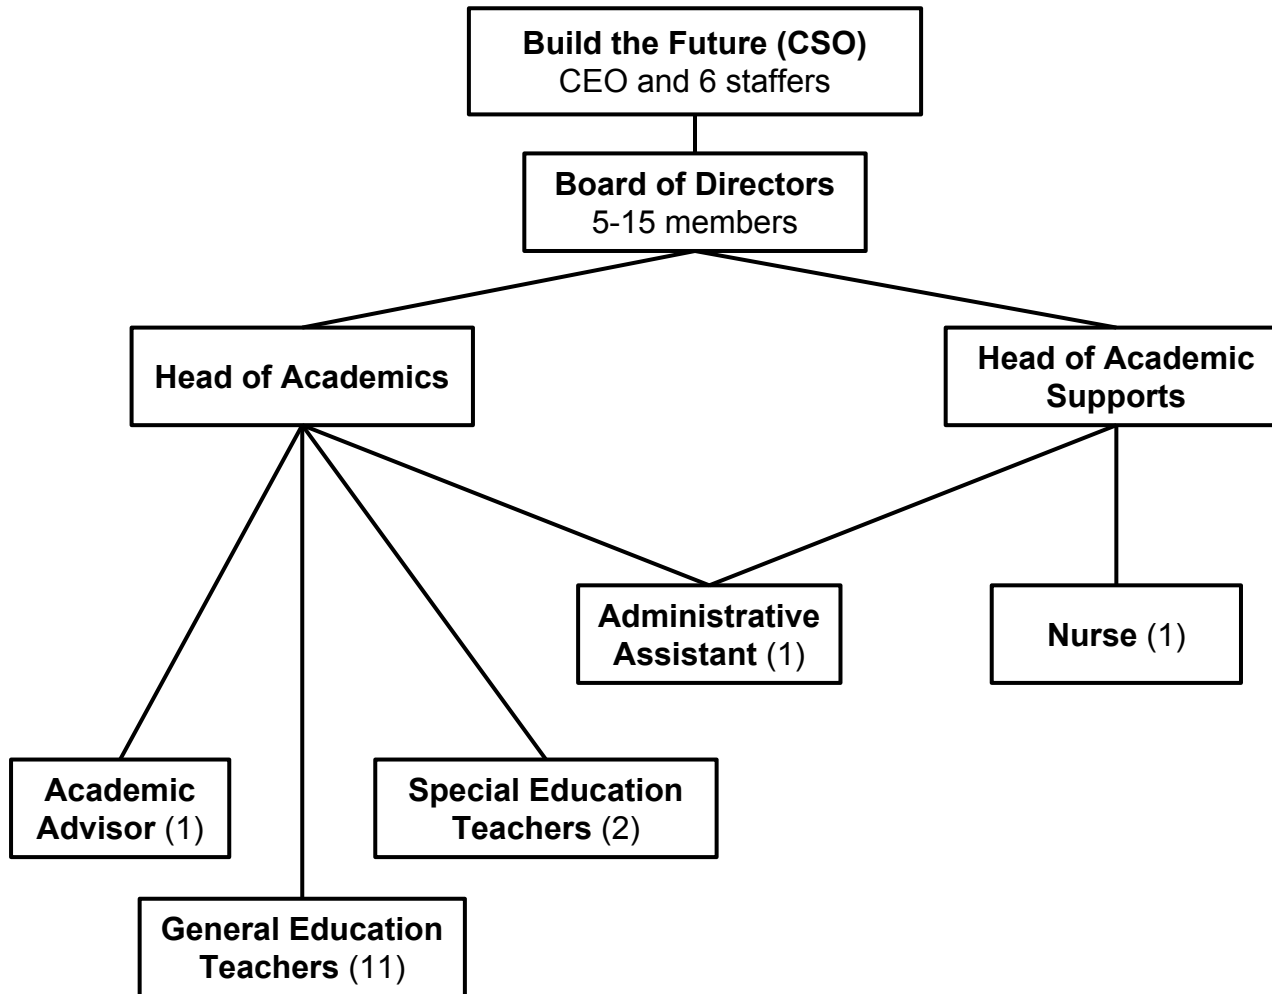 Build the Future (CSO)
CEO and 6 staffers
Board of Directors
5-15 members
Head of Academics
Head of Academic
Supports
Administrative
Assistant (1)
Nurse (1)
Academic
Advisor (1)
Special Education
Teachers (2)
General Education
Teachers (11)